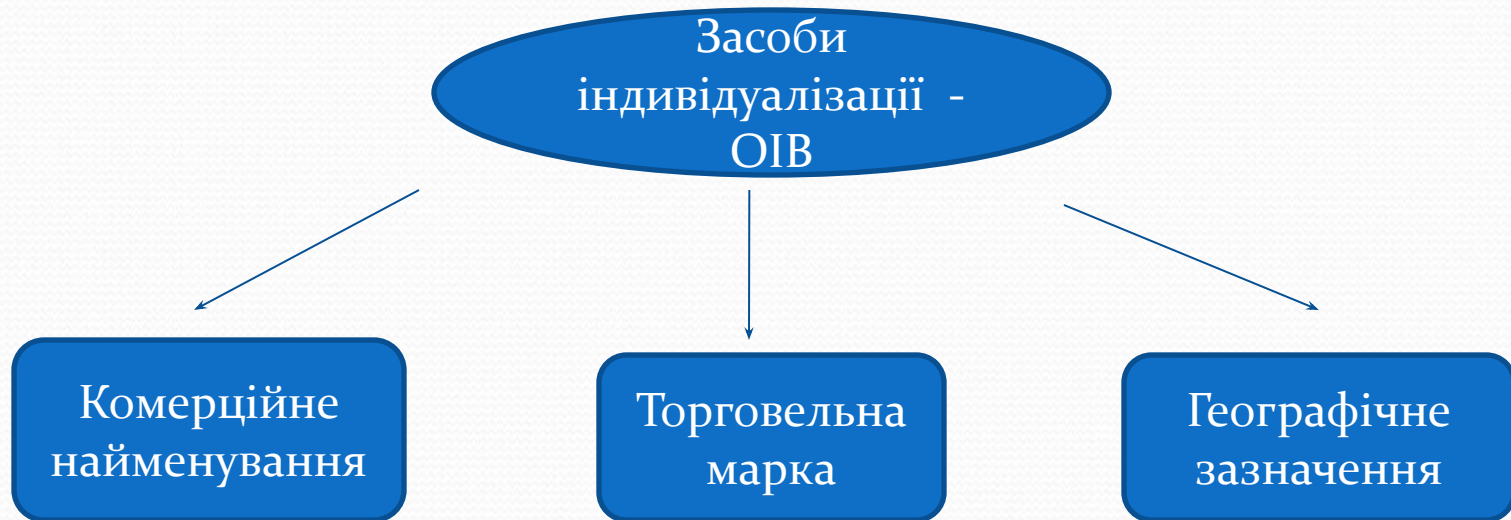 Засоби
індивідуалізації -
ОІВ
Комерційне
найменування
Торговельна
марка
Географічне
зазначення